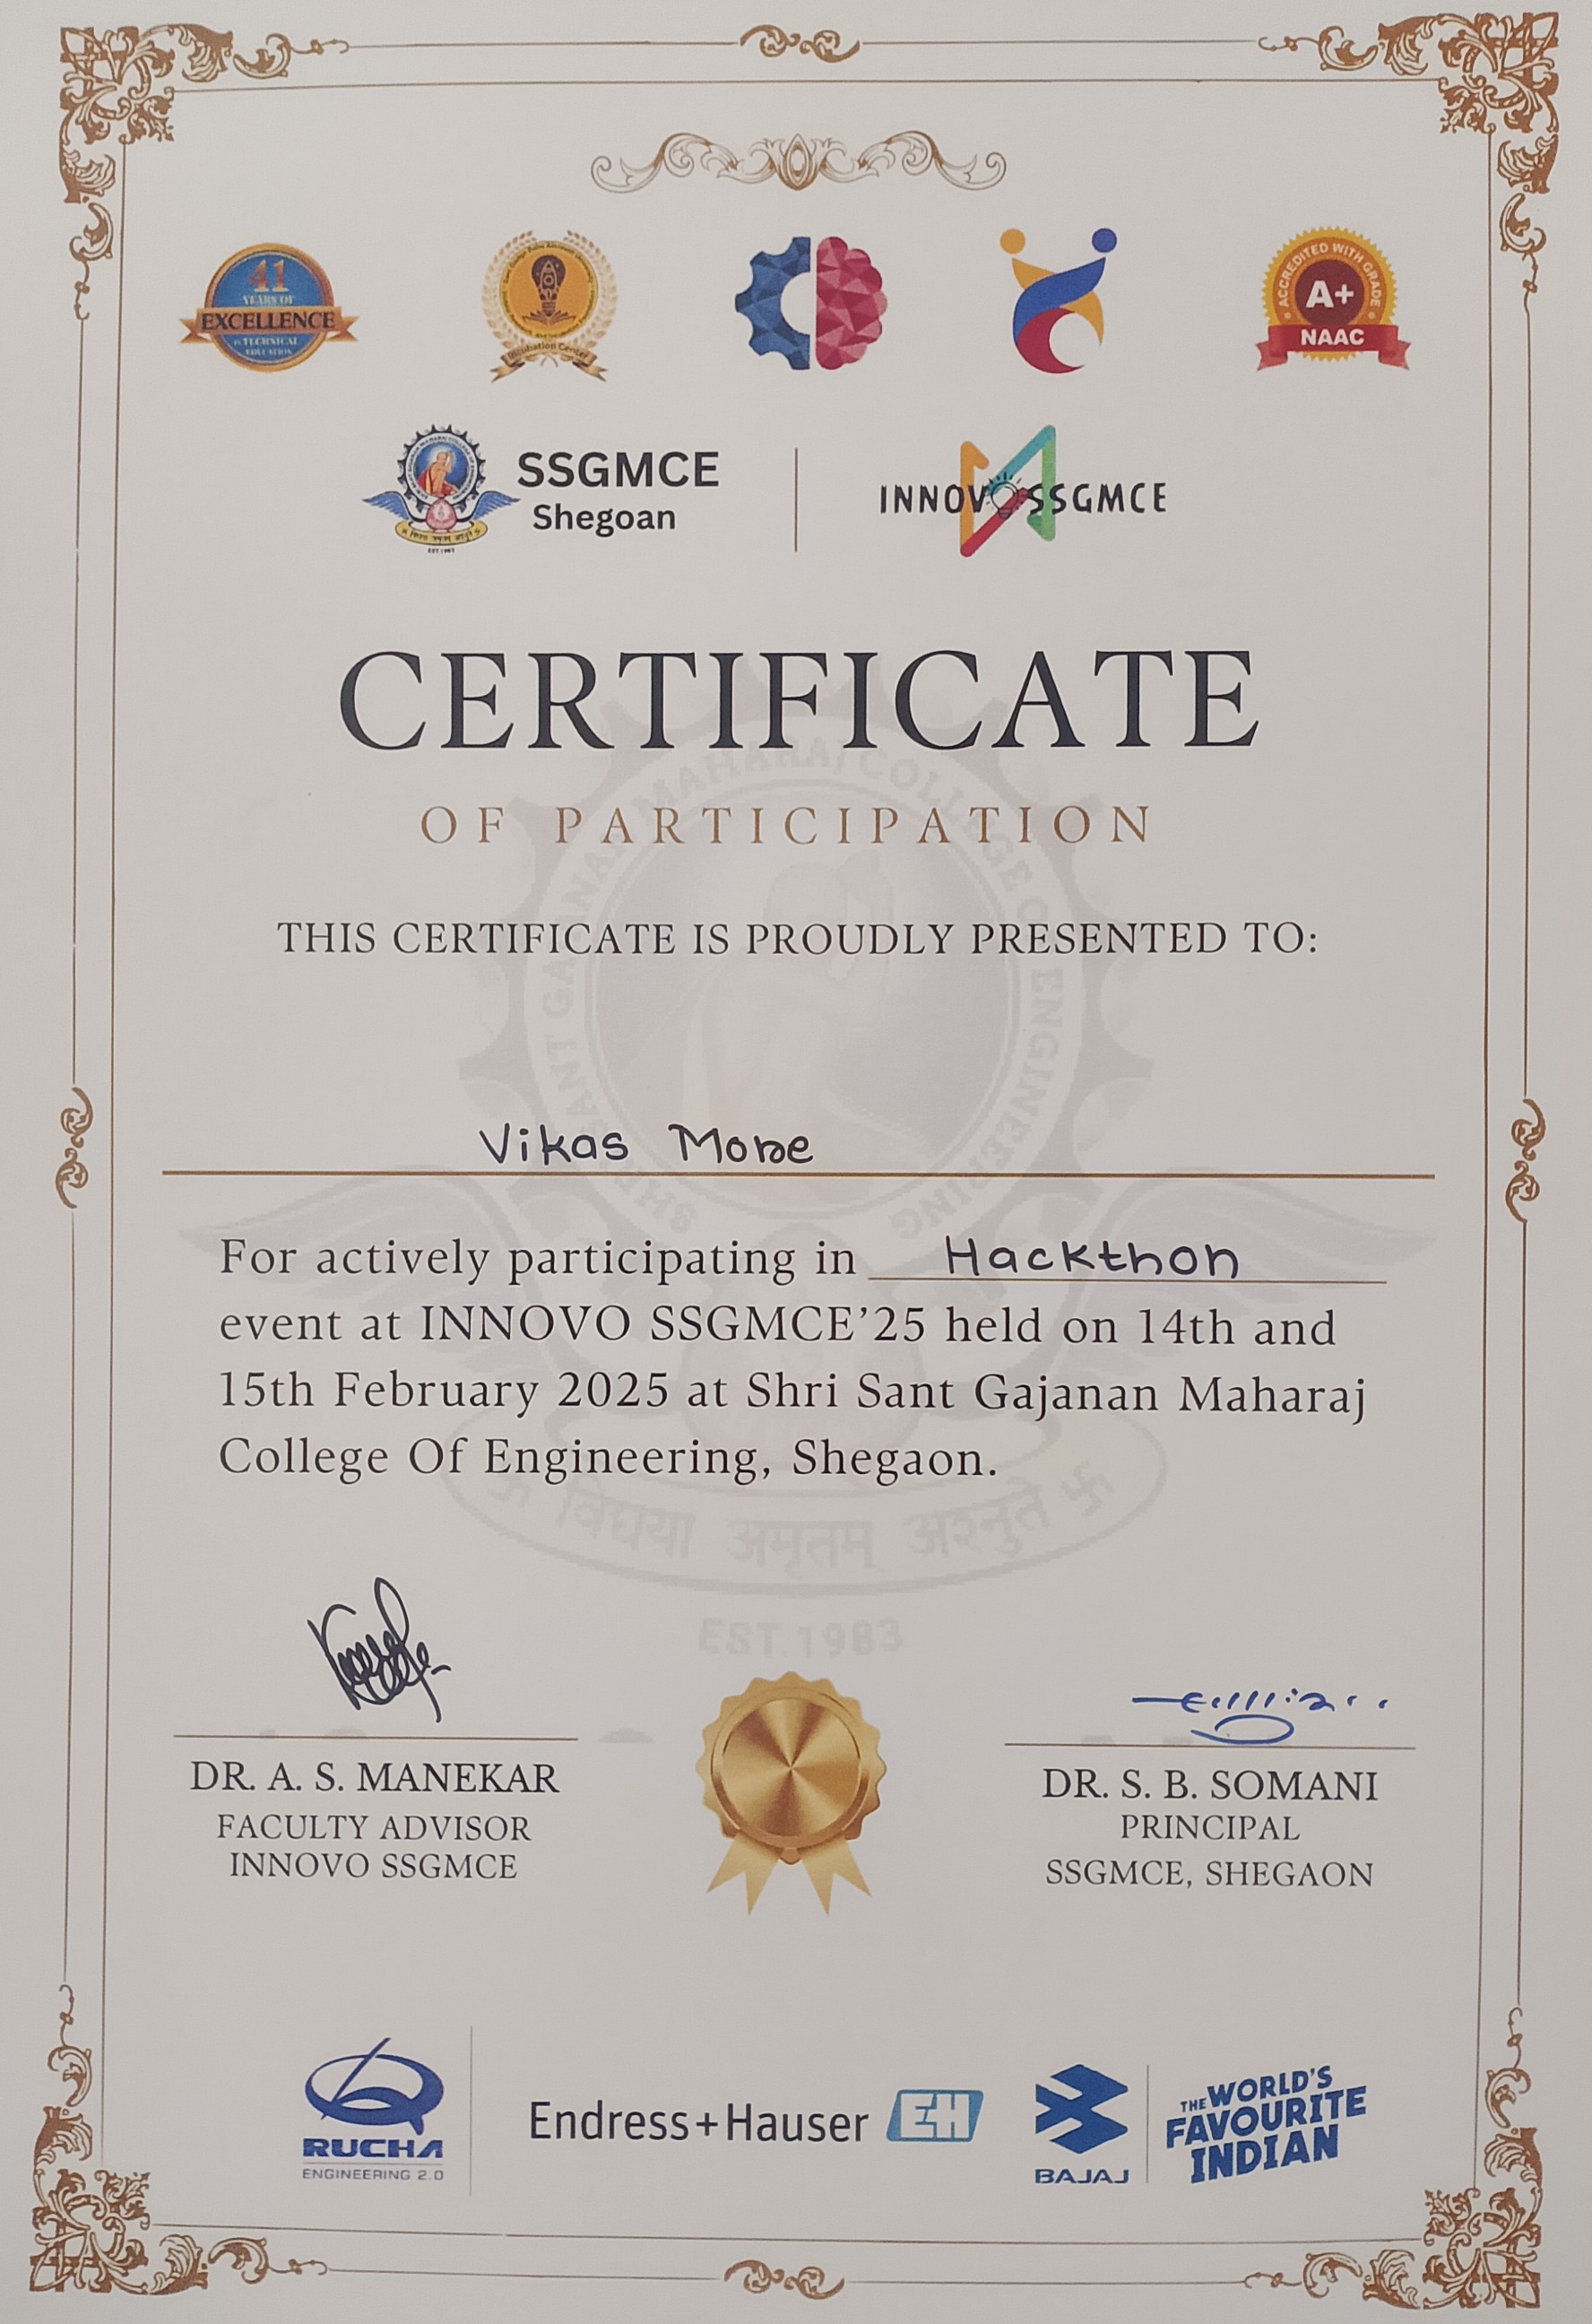 41
YEARS OF
EXCELLENCE
IN TECHNICAL
EDUCATION
ACCREDITED WITH GRADE
A+
NAAC
SSGMCE
Shegoan
INNOVO SSGMCE
CERTIFICATE
OF PARTICIPATION
THIS CERTIFICATE IS PROUDLY PRESENTED TO:
Vikas More
For actively participating in Hackthon
event at INNOVO SSGMCE'25 held on 14th and
15th February 2025 at Shri Sant Gajanan Maharaj
College Of Engineering, Shegaon.
EST 1983
DR. A. S. MANEKAR
FACULTY ADVISOR
INNOVO SSGMCE
DR. S. B. SOMANI
PRINCIPAL
SSGMCE, SHEGAON
RUCHA
ENGINEERING 2.0
Endress+Hauser EH
BAJAJ
THE WORLD'S
FAVOURITE
INDIAN